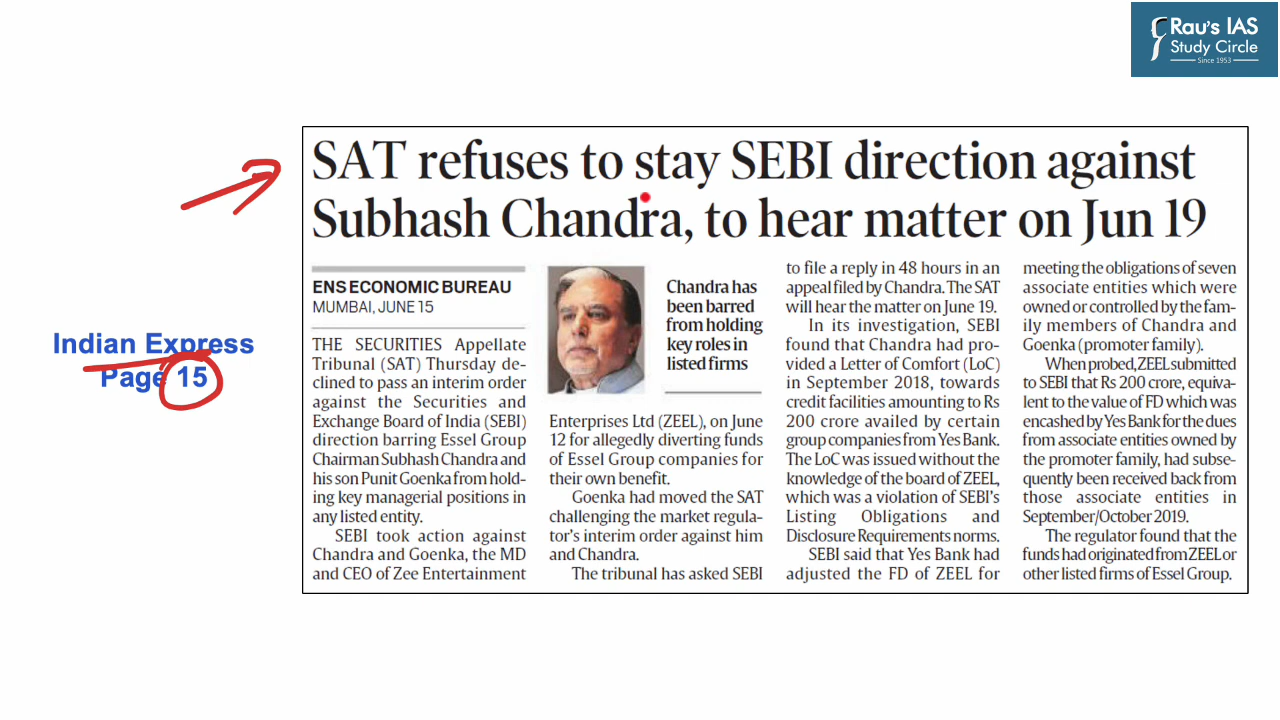 Rau's IAS
Study Circle
Since 1953
Indian Express
Page 15
SAT refuses to stay SEBI direction against
Subhash Chandra, to hear matter on Jun 19
ENS ECONOMIC BUREAU
MUMBAI, JUNE 15
THE SECURITIES Appellate
Tribunal (SAT) Thursday de-
clined to pass an interim order
against the Securities and
Exchange Board of India (SEBI)
direction barring Essel Group
Chairman Subhash Chandra and
his son Punit Goenka from hold-
ing key managerial positions in
any listed entity.
SEBI took action against
Chandra and Goenka, the MD
and CEO of Zee Entertainment
Chandra has
been barred
from holding
key roles in
listed firms
Enterprises Ltd (ZEEL), on June
12 for allegedly diverting funds
of Essel Group companies for
their own benefit.
Goenka had moved the SAT
challenging the market regula-
tor's interim order against him
and Chandra.
The tribunal has asked SEBI
to file a reply in 48 hours in an
appeal filed by Chandra. The SAT
will hear the matter on June 19.
In its investigation, SEBI
found that Chandra had pro-
vided a Letter of Comfort (LoC)
in September 2018, towards
credit facilities amounting to Rs
200 crore availed by certain
group companies from Yes Bank.
The LoC was issued without the
knowledge of the board of ZEEL,
which was a violation of SEBI's
Listing Obligations and
Disclosure Requirements norms.
SEBI said that Yes Bank had
adjusted the FD of ZEEL for
meeting the obligations of seven
associate entities which were
owned or controlled by the fam-
ily members of Chandra and
Goenka (promoter family).
When probed, ZEEL submitted
to SEBI that Rs 200 crore, equiva-
lent to the value of FD which was
encashed by Yes Bank for the dues
from associate entities owned by
the promoter family, had subse-
quently been received back from
those associate entities in
September/October 2019.
The regulator found that the
funds had originated from ZEEL or
other listed firms of Essel Group.